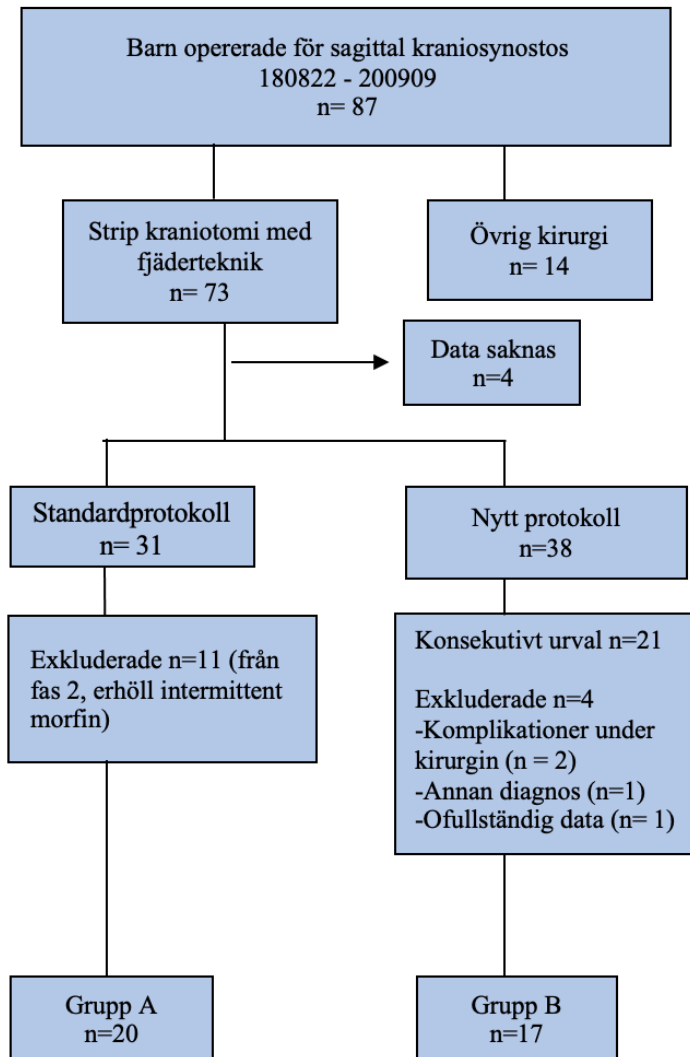 Barn opererade för sagittal kraniosynostos
180822 - 200909
n= 87
Strip kraniotomi med
fjäderteknik
n= 73
Övrig kirurgi
n= 14
Data saknas
n=4
Standardprotokoll
n= 31
Nytt protokoll
n=38
Exkluderade n=11 (från
fas 2, erhöll intermittent
morfin)
Konsekutivt urval n=21
Exkluderade n=4
-Komplikationer under
kirurgin (n = 2)
-Annan diagnos (n=1)
-Ofullständig data (n= 1)
Grupp A
n=20
Grupp B
n=17